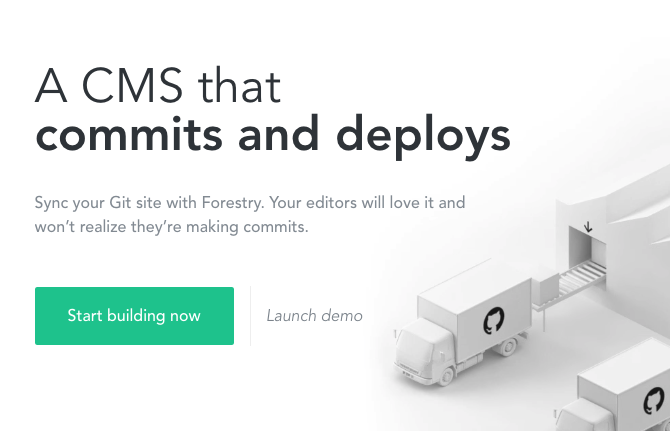 A CMS that
commits and deploys
Sync your Git site with Forestry. Your editors will love it and
won’t realize they’re making commits.
Start building now
Launch demo